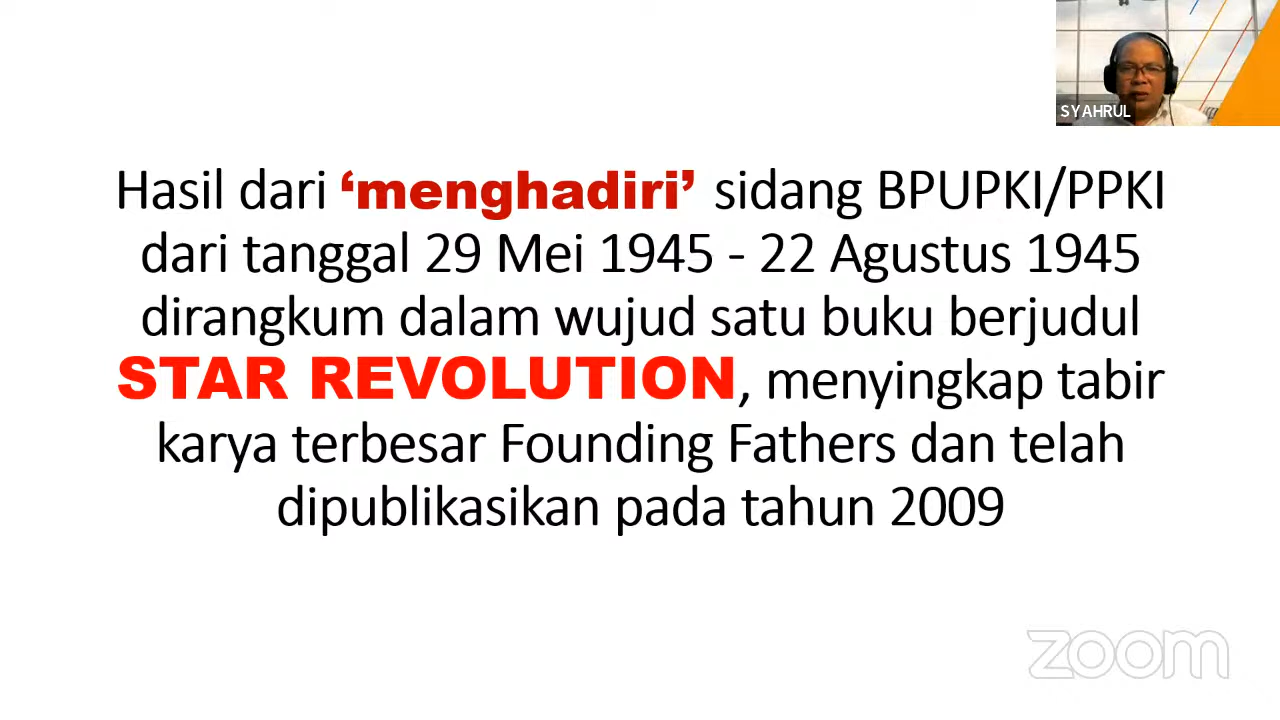 SYAHRUL
Hasil dari ‘menghadiri’ sidang BPUPKI/PPKI
dari tanggal 29 Mei 1945 - 22 Agustus 1945
dirangkum dalam wujud satu buku berjudul
STAR REVOLUTION, menyingkap tabir
karya terbesar Founding Fathers dan telah
dipublikasikan pada tahun 2009
zoom